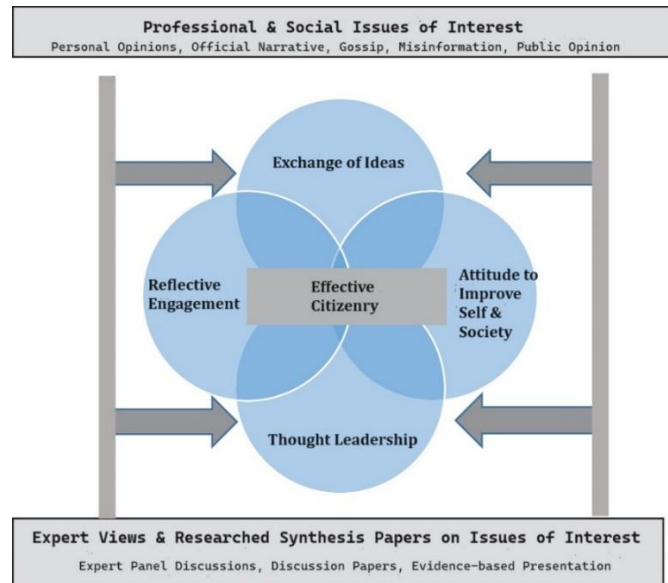 Professional & Social Issues of Interest
Personal Opinions, Official Narrative, Gossip, Misinformation, Public Opinion
Exchange of Ideas
Reflective
Engagement
Effective
Citizenry
Attitude to
Improve
Self &
Society
Thought Leadership
Expert Views & Researched Synthesis Papers on Issues of Interest
Expert Panel Discussions, Discussion Papers, Evidence-based Presentation